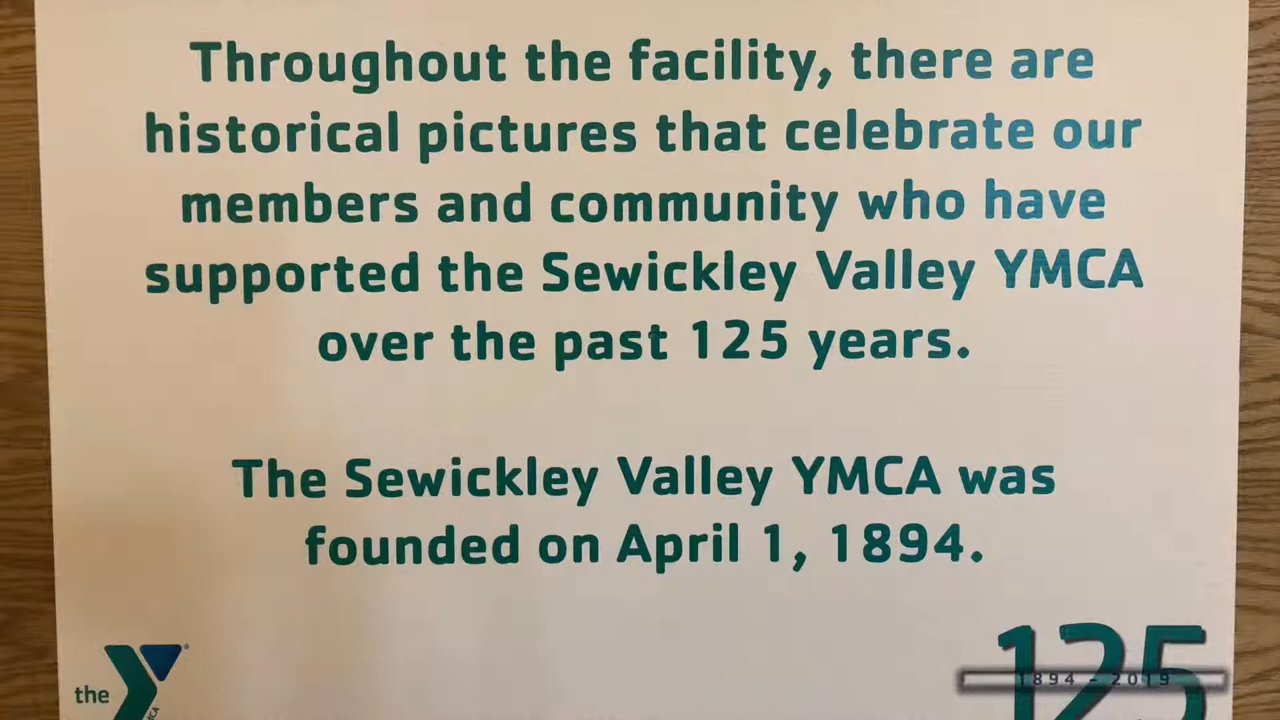 Throughout the facility, there are
historical pictures that celebrate our
members and community who have
supported the Sewickley Valley YMCA
over the past 125 years.
The Sewickley Valley YMCA was
founded on April 1, 1894.
the
125
1894 - 2019